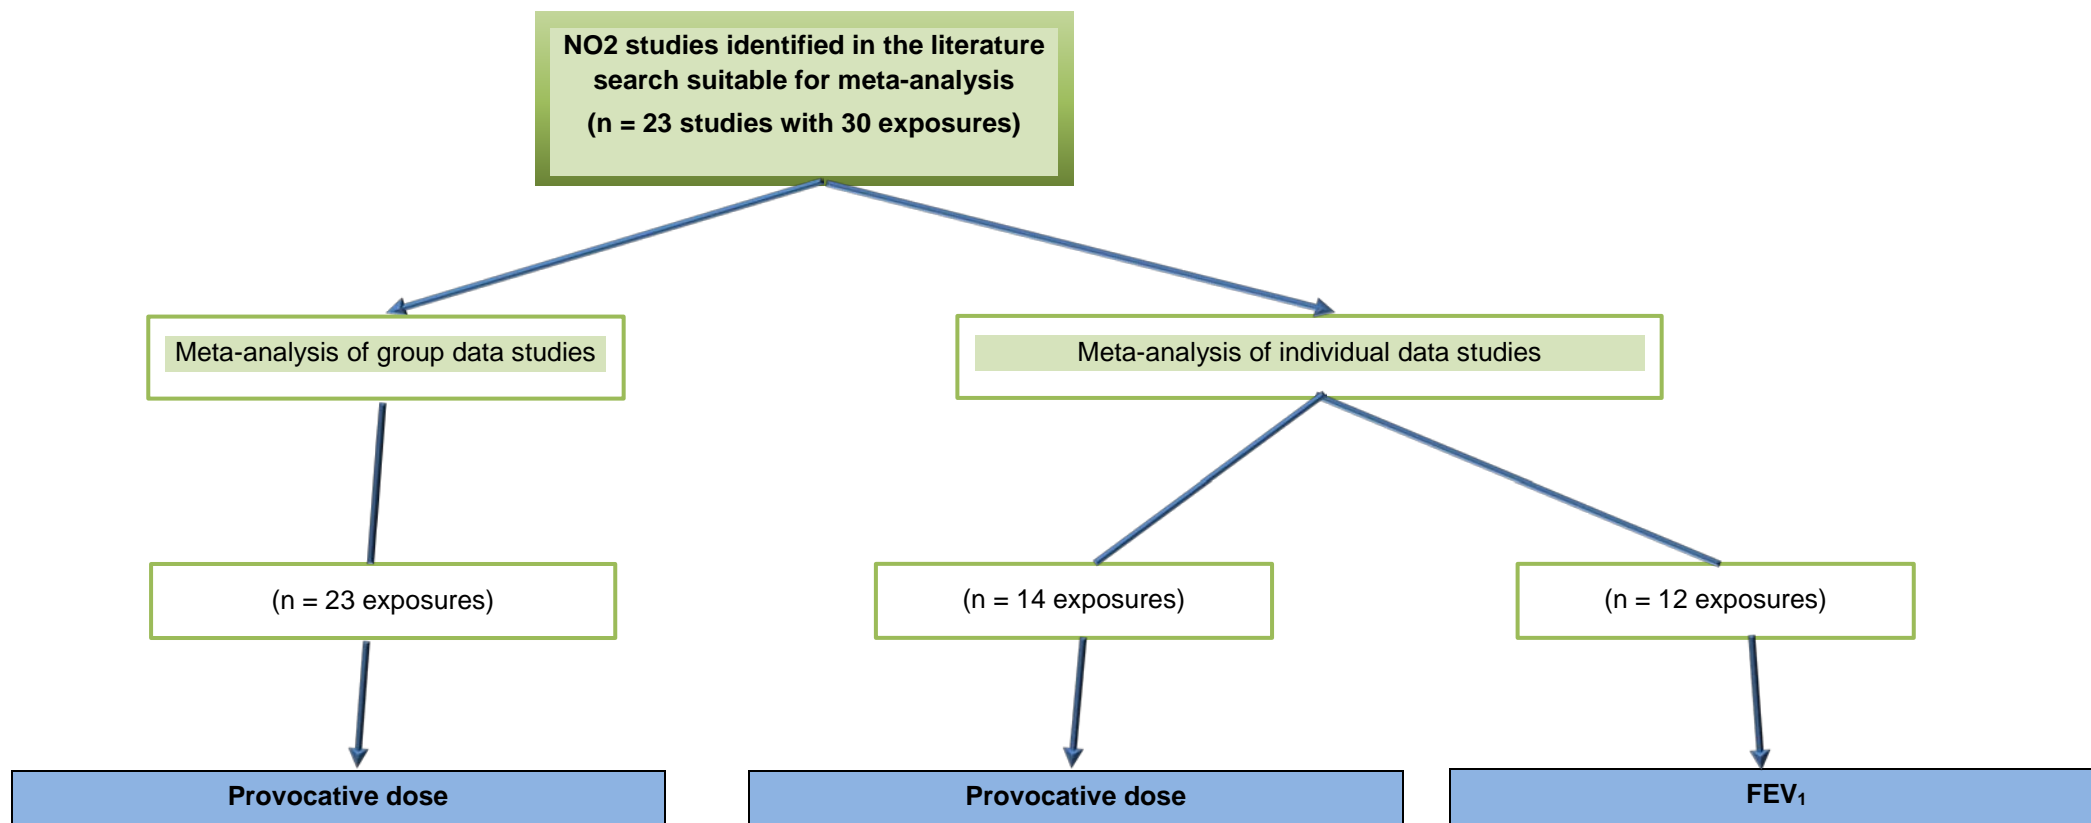 NO2 studies identified in the literature
search suitable for meta-analysis
(n = 23 studies with 30 exposures)
Meta-analysis of group data studies
Meta-analysis of individual data studies
(n = 23 exposures)
(n = 14 exposures)
(n = 12 exposures)
Provocative dose
Provocative dose
FEV₁